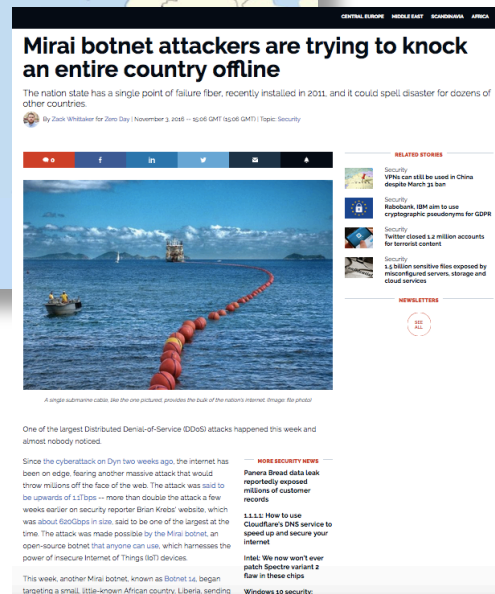 CENTRAL EUROPE MIDDLE EAST SCANDINAVIA AFRICA
Mirai botnet attackers are trying to knock
an entire country offline
The nation state has a single point of failure fiber, recently installed in 2011, and it could spell disaster for dozens of
other countries.
By Zack Whittaker for Zero Day | November 3, 2016 -- 15:06 GMT (15:06 GMT) | Topic: Security
0
f
in
RELATED STORIES
Security
VPNs can still be used in China
despite March 31 ban
Security
Rabobank, IBM aim to use
cryptographic pseudonyms for GDPR
Security
Twitter closed 1.2 million accounts
for terrorist content
Security
1.5 billion sensitive files exposed by
misconfigured servers, storage and
cloud services
NEWSLETTERS
SEE
ALL
A single submarine cable, like the one pictured, provides the bulk of the nation's internet. (Image: file photo)
One of the largest Distributed Denial-of-Service (DDoS) attacks happened this week and
almost nobody noticed.
Since the cyberattack on Dyn two weeks ago, the internet has
been on edge, fearing another massive attack that would
throw millions off the face of the web. The attack was said to
be upwards of 1.1Tbps -- more than double the attack a few
weeks earlier on security reporter Brian Krebs' website, which
was about 620Gbps in size, said to be one of the largest at the
time. The attack was made possible by the Mirai botnet, an
open-source botnet that anyone can use, which harnesses the
power of insecure Internet of Things (IoT) devices.
This week, another Mirai botnet, known as Botnet 14, began
targeting a small, little-known African country, Liberia, sending
MORE SECURITY NEWS
Panera Bread data leak
reportedly exposed
millions of customer
records
1.1.1.1: How to use
Cloudflare's DNS service to
speed up and secure your
internet
Intel: We now won't ever
patch Spectre variant 2
flaw in these chips
Windows 10 security: